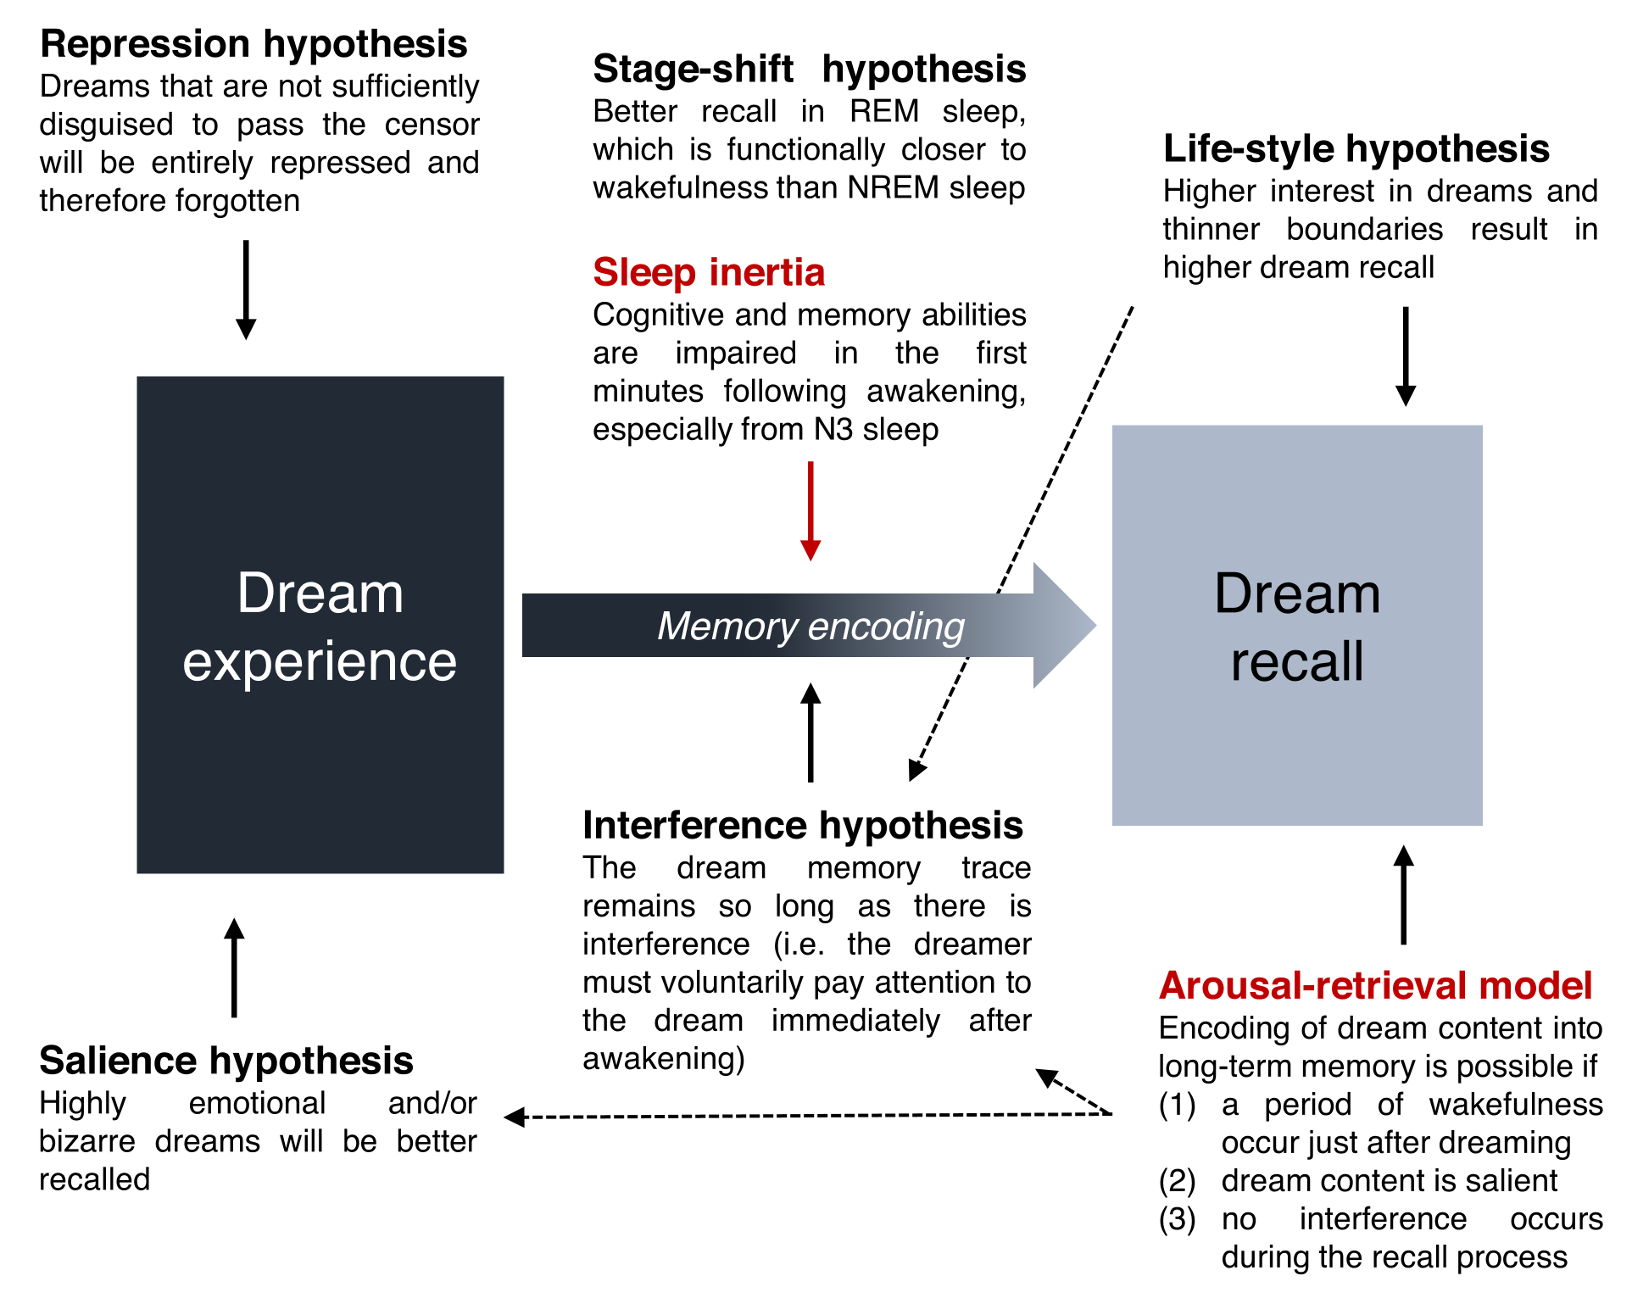 Repression hypothesis
Dreams that are not sufficiently
disguised to pass the censor
will be entirely repressed and
therefore forgotten
Stage-shift hypothesis
Better recall in REM sleep,
which is functionally closer to
wakefulness than NREM sleep
Life-style hypothesis
Higher interest in dreams and
thinner boundaries result in
higher dream recall
Sleep inertia
Cognitive and memory abilities
are impaired in the first
minutes following awakening,
especially from N3 sleep
Dream
experience
Memory encoding
Dream
recall
Interference hypothesis
The dream memory trace
remains so long as there is
interference (i.e. the dreamer
must voluntarily pay attention to
the dream immediately after
awakening)
Salience hypothesis
Highly emotional and/or
bizarre dreams will be better
recalled
Arousal-retrieval model
Encoding of dream content into
long-term memory is possible if
(1) a period of wakefulness
occur just after dreaming
(2) dream content is salient
(3) no interference occurs
during the recall process